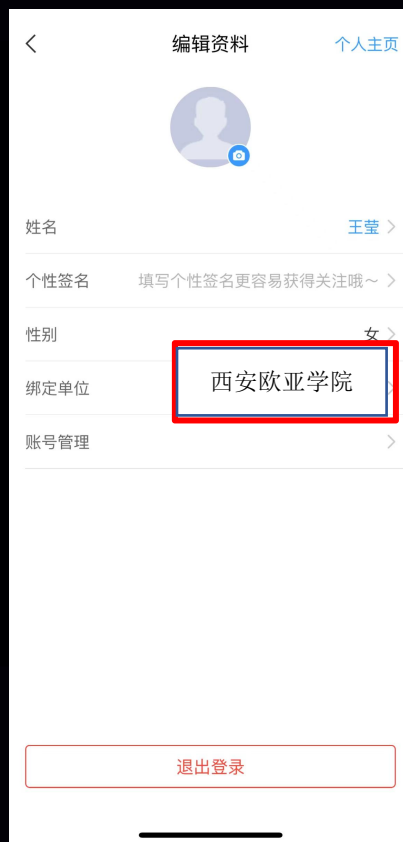 编辑资料 个人主页
姓名 王莹
个性签名 填写个性签名更容易获得关注哦～
性别 女
绑定单位 西安欧亚学院
账号管理
退出登录